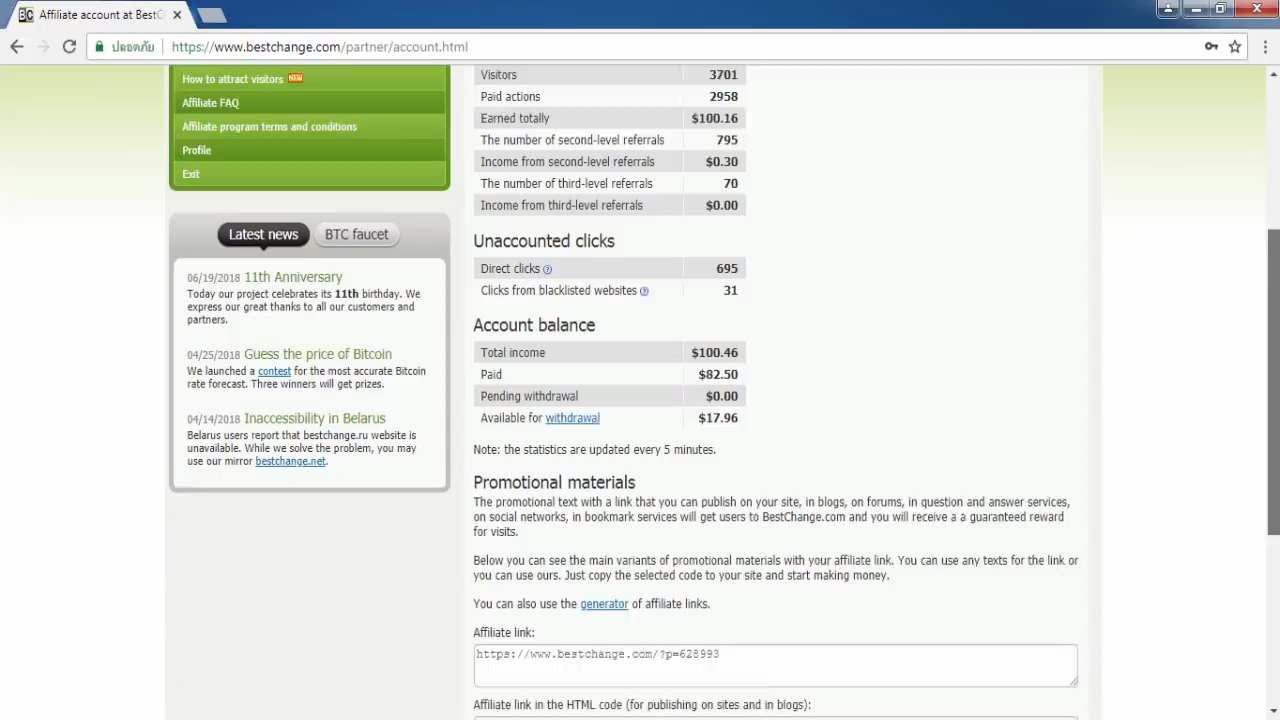 Affiliate account at BestC
ปลอดภัย
https://www.bestchange.com/partner/account.html
How to attract visitors NEW
Affiliate FAQ
Affiliate program terms and conditions
Profile
Exit
Latest news
BTC faucet
06/19/2018 11th Anniversary
Today our project celebrates its 11th birthday. We
express our great thanks to all our customers and
partners.
04/25/2018 Guess the price of Bitcoin
We launched a contest for the most accurate Bitcoin
rate forecast. Three winners will get prizes.
04/14/2018 Inaccessibility in Belarus
Belarus users report that bestchange.ru website is
unavailable. While we solve the problem, you may
use our mirror bestchange.net.
Visitors 3701
Paid actions 2958
Earned totally $100.16
The number of second-level referrals 795
Income from second-level referrals $0.30
The number of third-level referrals 70
Income from third-level referrals $0.00
Unaccounted clicks
Direct clicks ? 695
Clicks from blacklisted websites ? 31
Account balance
Total income $100.46
Paid $82.50
Pending withdrawal $0.00
Available for withdrawal $17.96
Note: the statistics are updated every 5 minutes.
Promotional materials
The promotional text with a link that you can publish on your site, in blogs, on forums, in question and answer services,
on social networks, in bookmark services will get users to BestChange.com and you will receive a a guaranteed reward
for visits.
Below you can see the main variants of promotional materials with your affiliate link. You can use any texts for the link or
you can use ours. Just copy the selected code to your site and start making money.
You can also use the generator of affiliate links.
Affiliate link:
https://www.bestchange.com/?p=628993
Affiliate link in the HTML code (for publishing on sites and in blogs):